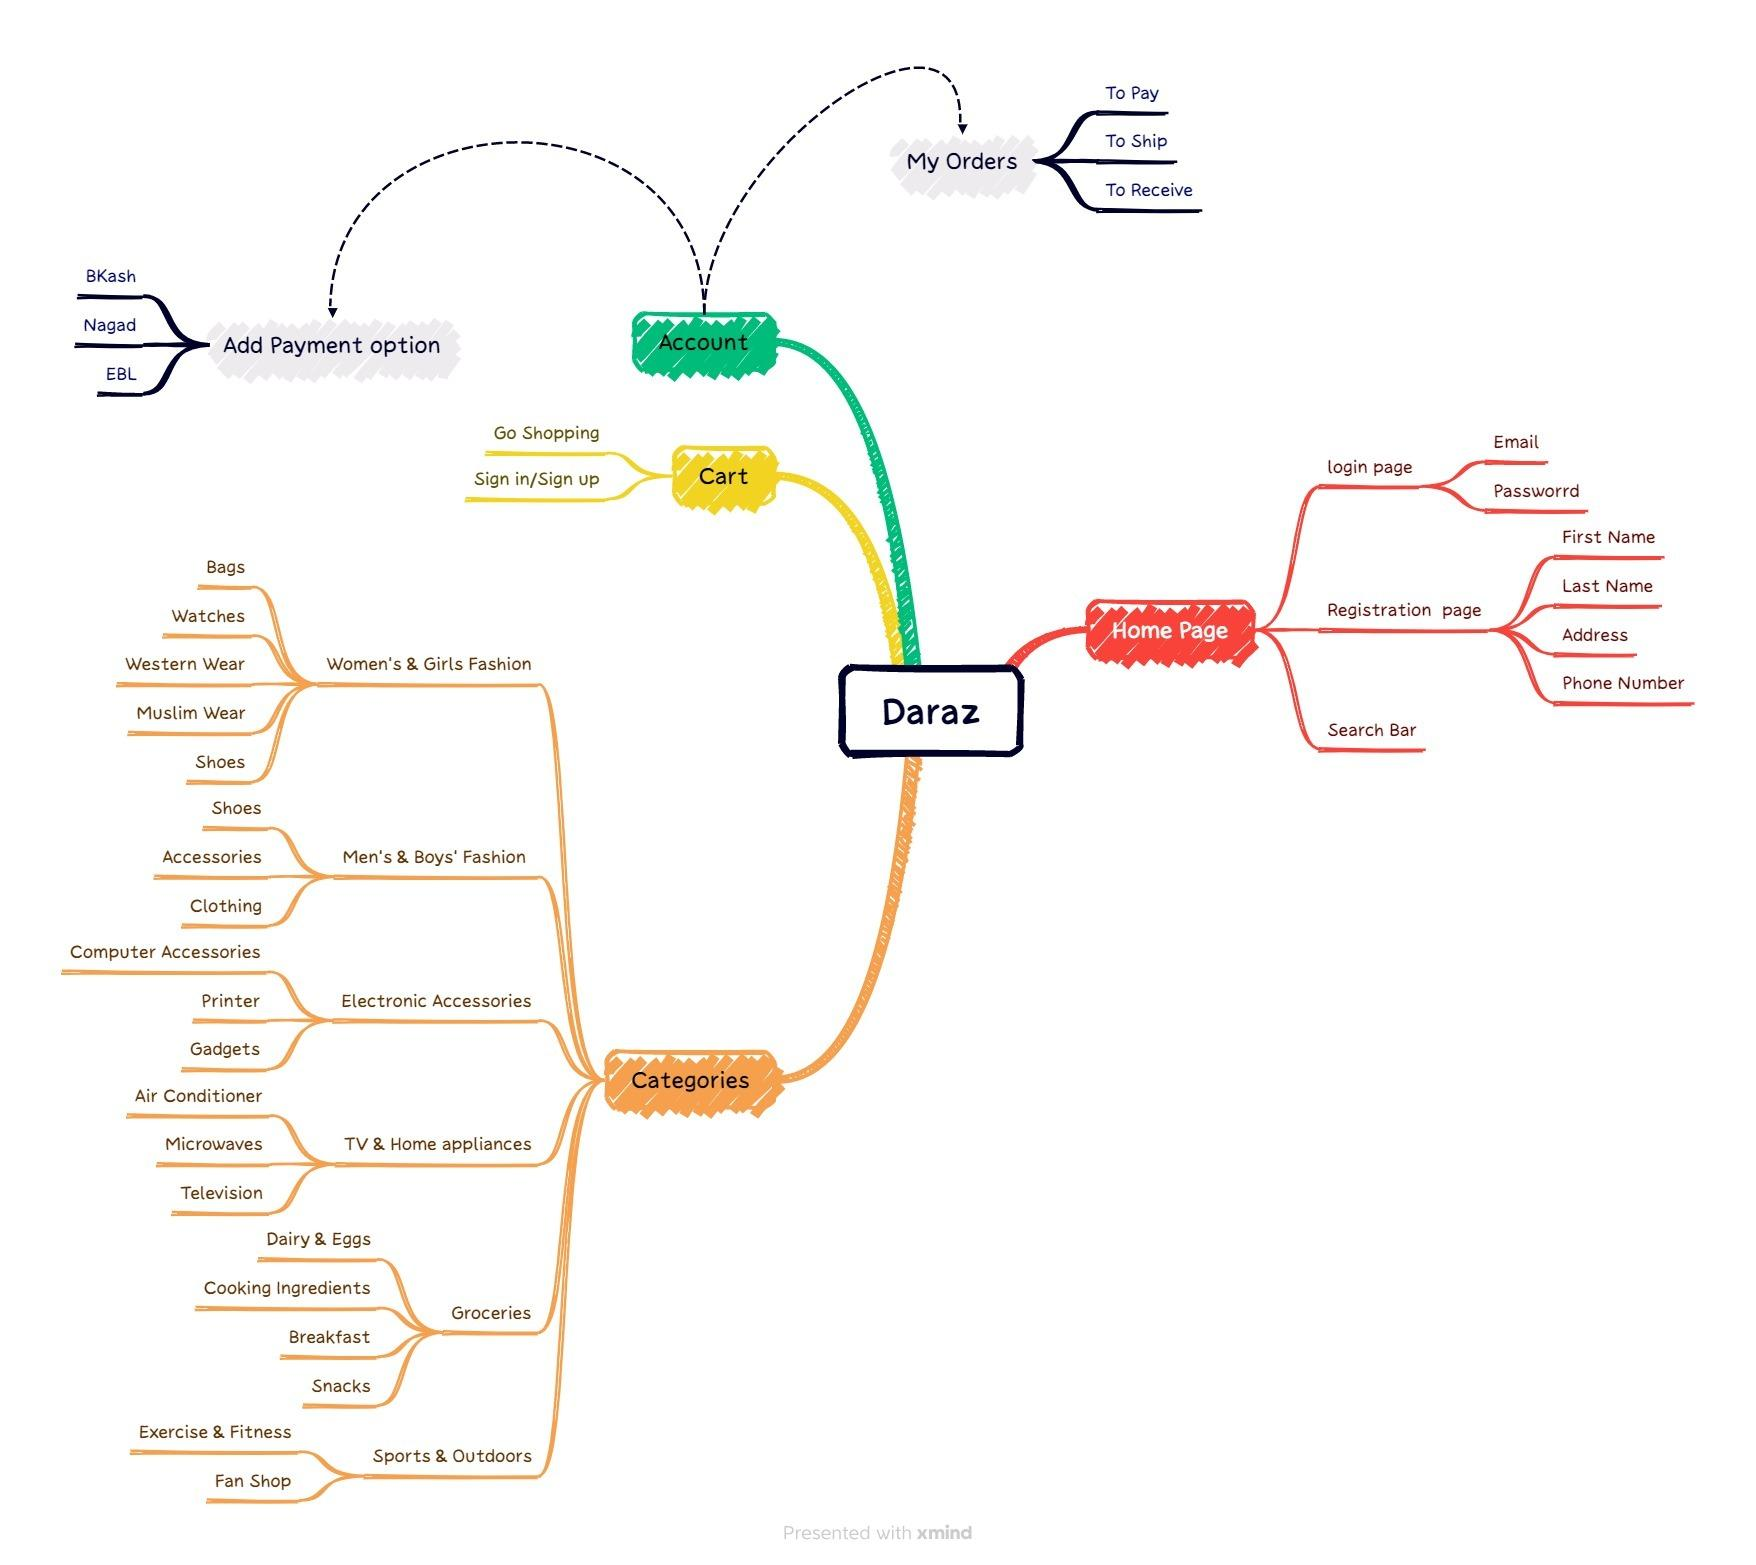 To Pay
To Ship
To Receive
My Orders
BKash
Nagad
EBL
Add Payment option
Account
Go Shopping
Sign in/Sign up
Cart
Daraz
Home Page
login page
Email
Passworrd
Registration  page
First Name
Last Name
Address
Phone Number
Search Bar
Categories
Women's & Girls Fashion
Bags
Watches
Western Wear
Muslim Wear
Shoes
Men's & Boys' Fashion
Shoes
Accessories
Clothing
Electronic Accessories
Computer Accessories
Printer
Gadgets
TV & Home appliances
Air Conditioner
Microwaves
Television
Groceries
Dairy & Eggs
Cooking Ingredients
Breakfast
Snacks
Sports & Outdoors
Exercise & Fitness
Fan Shop
Presented with xmind